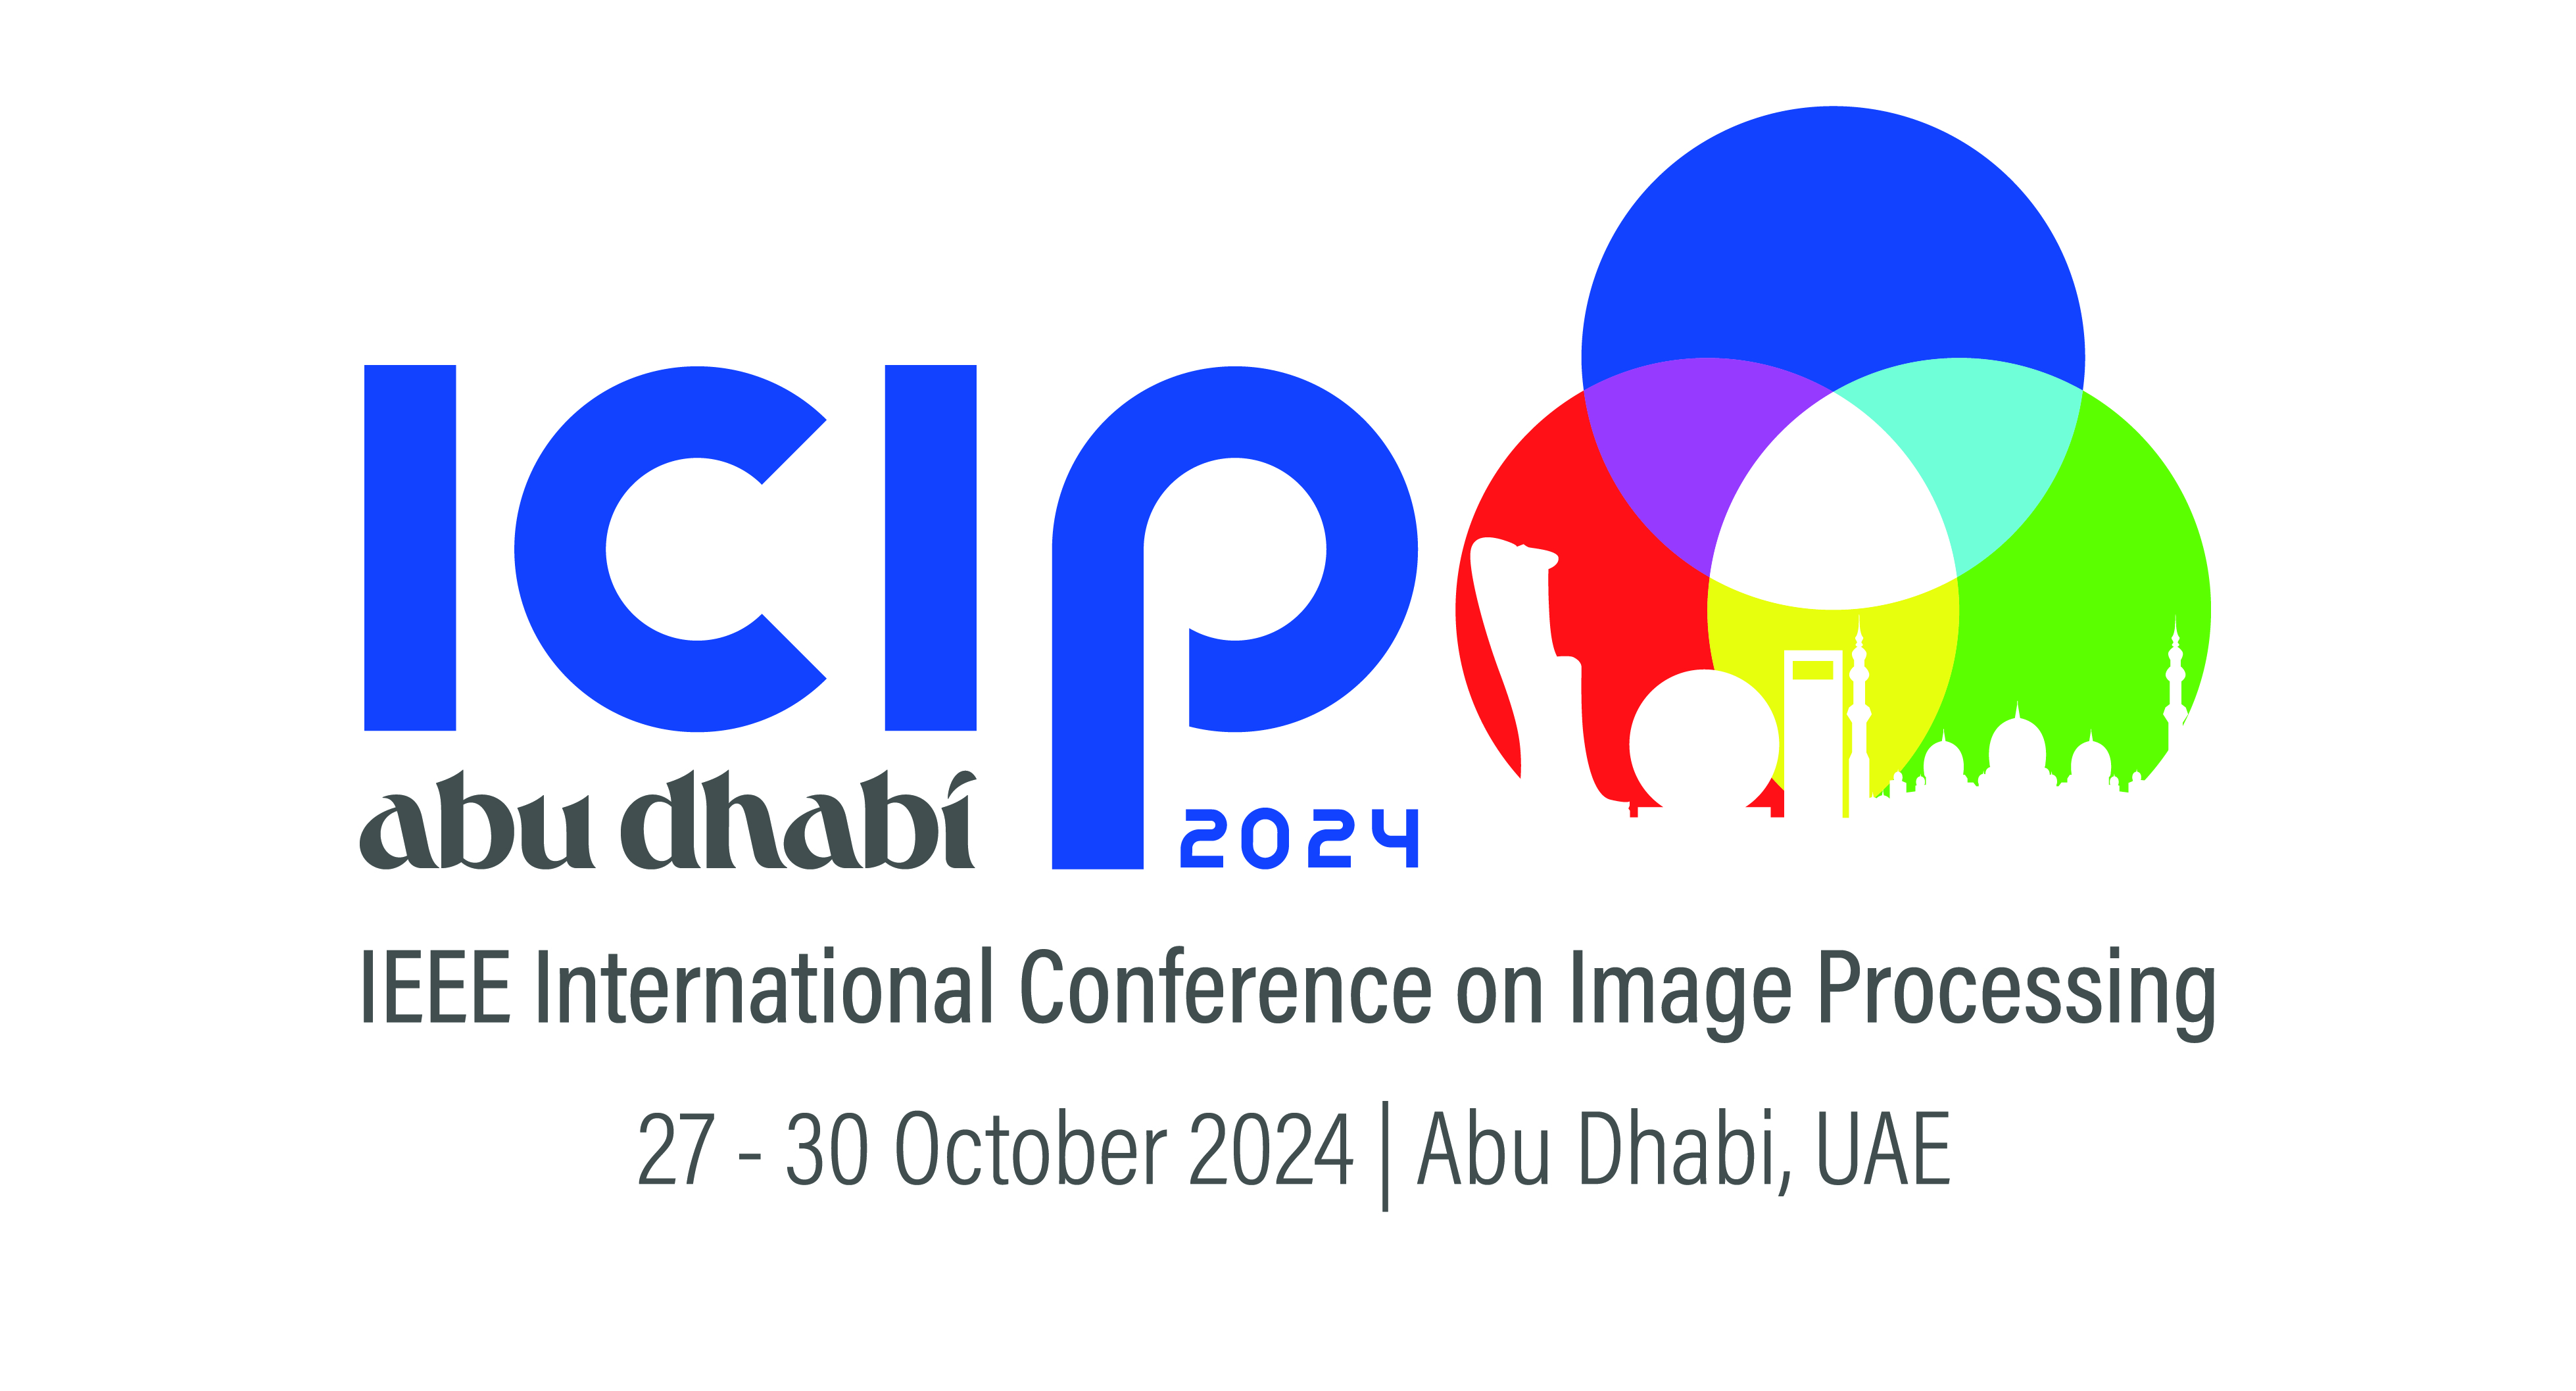 ICIP
abu dhabi
2024
IEEE International Conference on Image Processing
27 - 30 October 2024 | Abu Dhabi, UAE